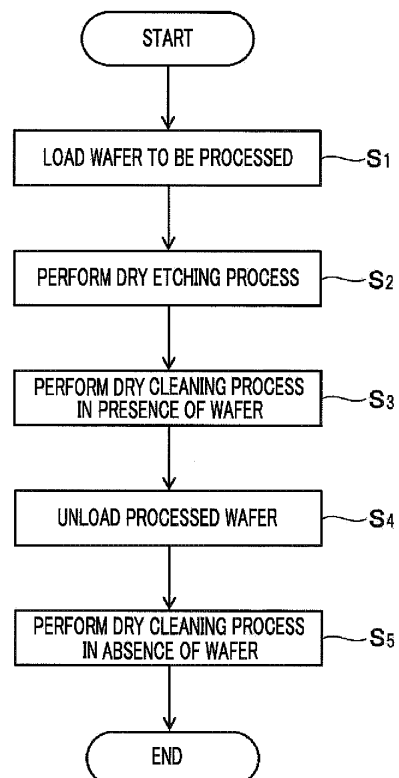 START
LOAD WAFER TO BE PROCESSED
S1
PERFORM DRY ETCHING PROCESS
S2
PERFORM DRY CLEANING PROCESS
IN PRESENCE OF WAFER
S3
UNLOAD PROCESSED WAFER
S4
PERFORM DRY CLEANING PROCESS
IN ABSENCE OF WAFER
S5
END